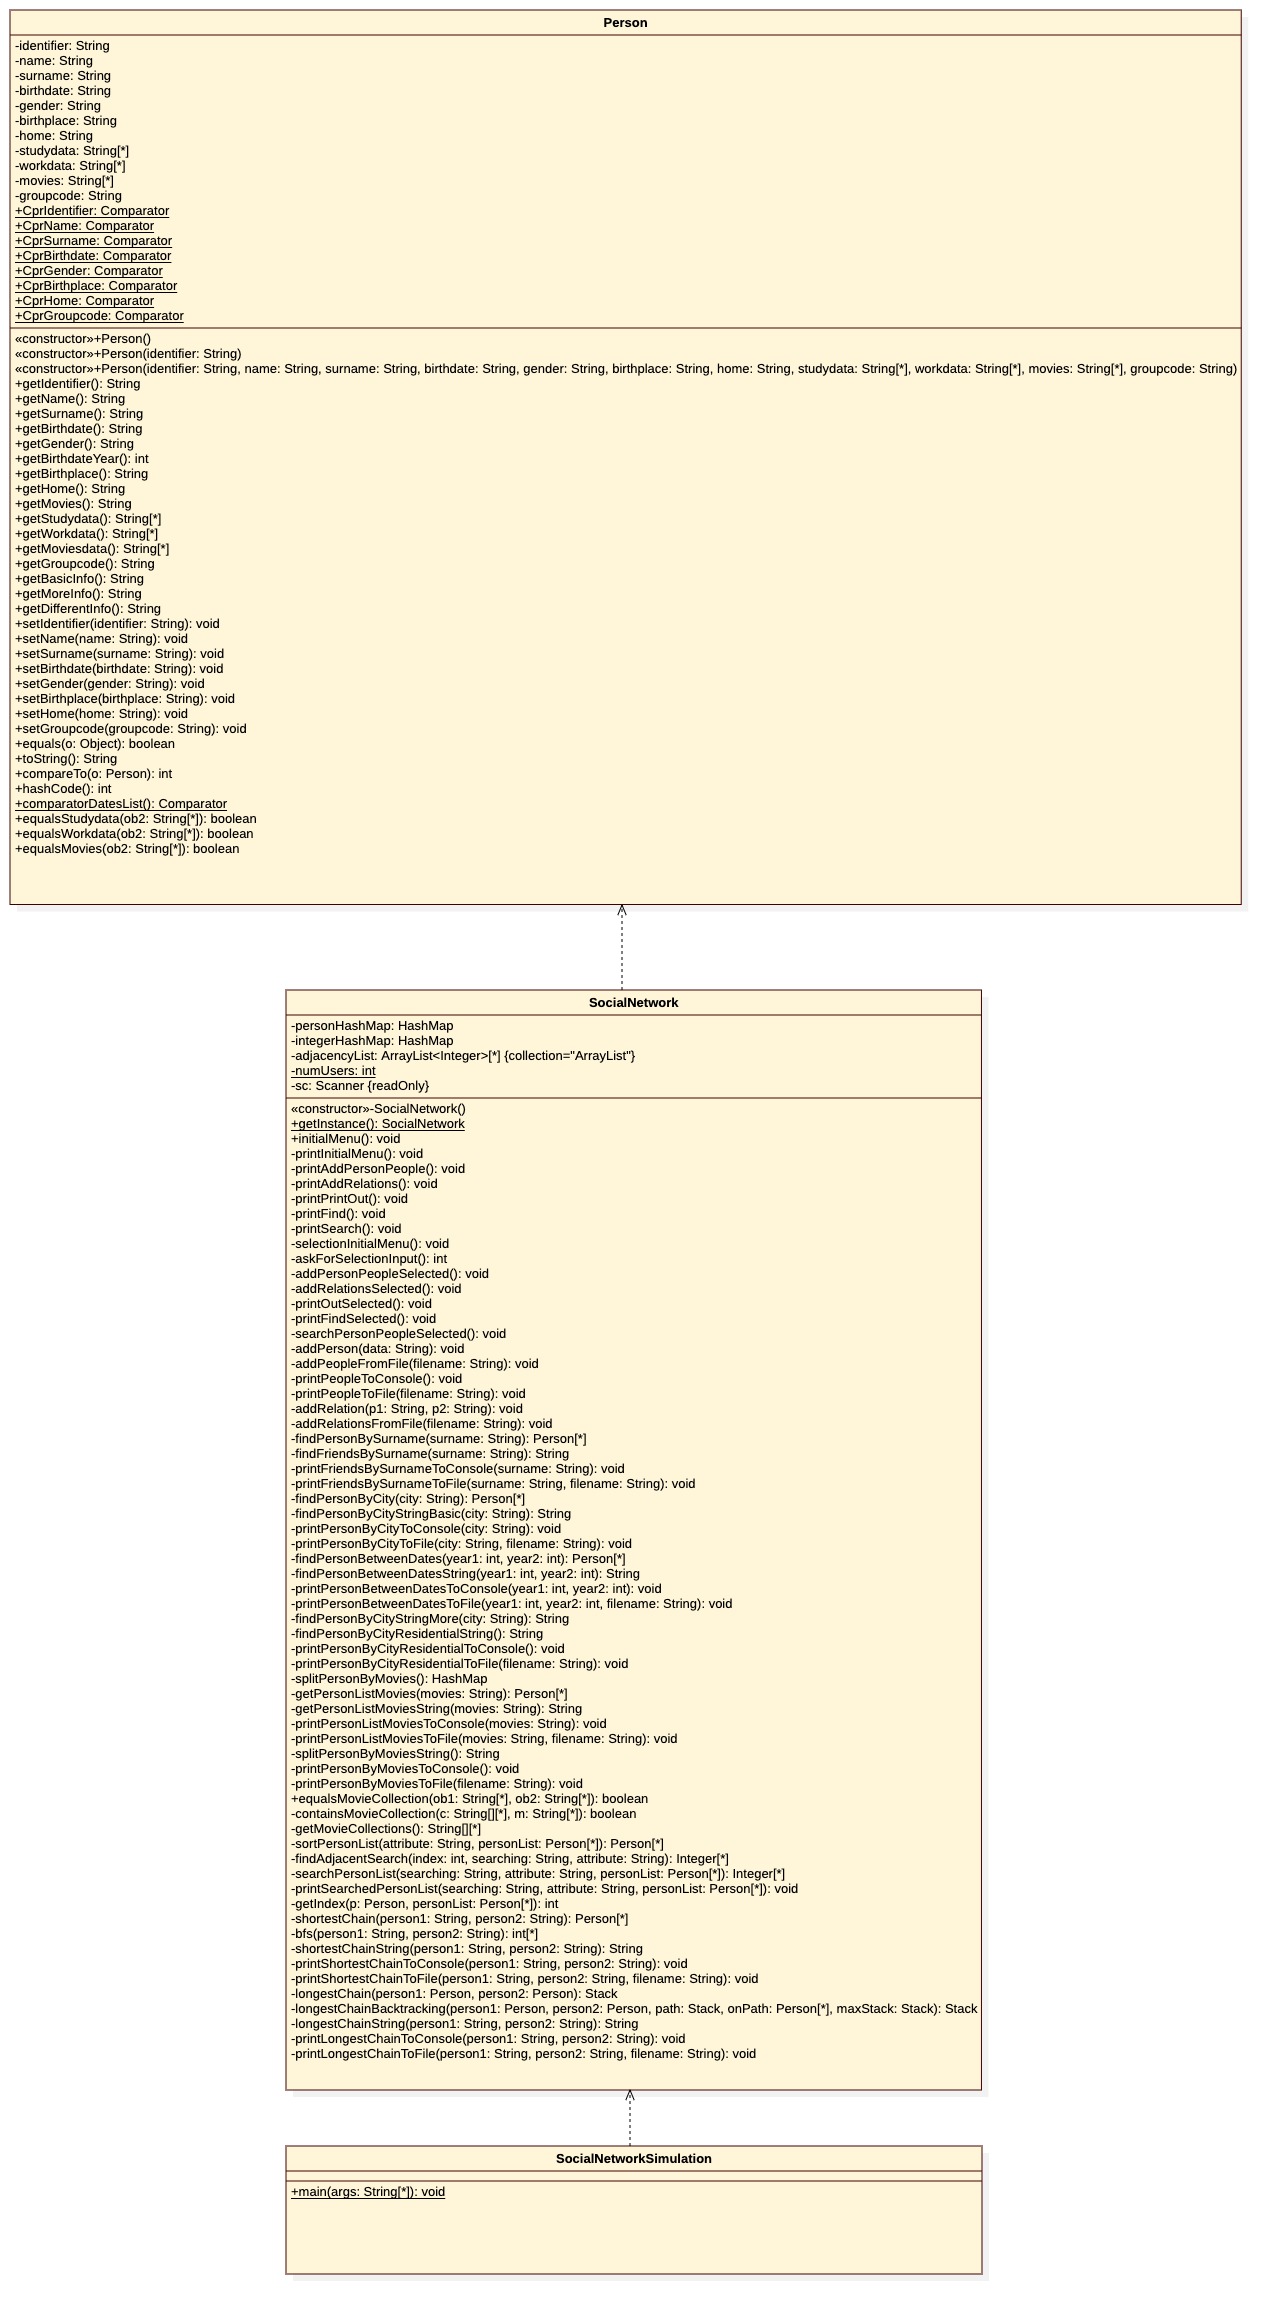 Person
-identifier: String
-name: String
-surname: String
-birthdate: String
-gender: String
-birthplace: String
-home: String
-studydata: String[*]
-workdata: String[*]
-movies: String[*]
-groupcode: String
+CprIdentifier: Comparator
+CprName: Comparator
+CprSurname: Comparator
+CprBirthdate: Comparator
+CprGender: Comparator
+CprBirthplace: Comparator
+CprHome: Comparator
+CprGroupcode: Comparator
«constructor»+Person()
«constructor»+Person(identifier: String)
«constructor»+Person(identifier: String, name: String, surname: String, birthdate: String, gender: String, birthplace: String, home: String, studydata: String[*], workdata: String[*], movies: String[*], groupcode: String)
+getIdentifier(): String
+getName(): String
+getSurname(): String
+getBirthdate(): String
+getGender(): String
+getBirthdateYear(): int
+getBirthplace(): String
+getHome(): String
+getMovies(): String
+getStudydata(): String[*]
+getWorkdata(): String[*]
+getMoviesdata(): String[*]
+getGroupcode(): String
+getBasicInfo(): String
+getMoreInfo(): String
+getDifferentInfo(): String
+setIdentifier(identifier: String): void
+setName(name: String): void
+setSurname(surname: String): void
+setBirthdate(birthdate: String): void
+setGender(gender: String): void
+setBirthplace(birthplace: String): void
+setHome(home: String): void
+setGroupcode(groupcode: String): void
+equals(o: Object): boolean
+toString(): String
+compareTo(o: Person): int
+hashCode(): int
+comparatorDatesList(): Comparator
+equalsStudydata(ob2: String[*]): boolean
+equalsWorkdata(ob2: String[*]): boolean
+equalsMovies(ob2: String[*]): boolean
SocialNetwork
-personHashMap: HashMap
-integerHashMap: HashMap
-adjacencyList: ArrayList<Integer>[*] {collection="ArrayList"}
-numUsers: int
-sc: Scanner {readOnly}
«constructor»-SocialNetwork()
+getInstance(): SocialNetwork
+initialMenu(): void
-printInitialMenu(): void
-printAddPersonPeople(): void
-printAddRelations(): void
-printPrintOut(): void
-printFind(): void
-printSearch(): void
-selectionInitialMenu(): void
-askForSelectionInput(): int
-addPersonPeopleSelected(): void
-addRelationsSelected(): void
-printOutSelected(): void
-printFindSelected(): void
-searchPersonPeopleSelected(): void
-addPerson(data: String): void
-addPeopleFromFile(filename: String): void
-printPeopleToConsole(): void
-printPeopleToFile(filename: String): void
-addRelation(p1: String, p2: String): void
-addRelationsFromFile(filename: String): void
-findPersonBySurname(surname: String): Person[*]
-findFriendsBySurname(surname: String): String
-printFriendsBySurnameToConsole(surname: String): void
-printFriendsBySurnameToFile(surname: String, filename: String): void
-findPersonByCity(city: String): Person[*]
-findPersonByCityStringBasic(city: String): String
-printPersonByCityToConsole(city: String): void
-printPersonByCityToFile(city: String, filename: String): void
-findPersonBetweenDates(year1: int, year2: int): Person[*]
-findPersonBetweenDatesString(year1: int, year2: int): String
-printPersonBetweenDatesToConsole(year1: int, year2: int): void
-printPersonBetweenDatesToFile(year1: int, year2: int, filename: String): void
-findPersonByCityStringMore(city: String): String
-findPersonByCityResidentialString(): String
-printPersonByCityResidentialToConsole(): void
-printPersonByCityResidentialToFile(filename: String): void
-splitPersonByMovies(): HashMap
-getPersonListMovies(movies: String): Person[*]
-getPersonListMoviesString(movies: String): String
-printPersonListMoviesToConsole(movies: String): void
-printPersonListMoviesToFile(movies: String, filename: String): void
-splitPersonByMoviesString(): String
-printPersonByMoviesToConsole(): void
-printPersonByMoviesToFile(filename: String): void
+equalsMovieCollection(ob1: String[*], ob2: String[*]): boolean
-containsMovieCollection(c: String[][*], m: String[*]): boolean
-getMovieCollections(): String[][*]
-sortPersonList(attribute: String, personList: Person[*]): Person[*]
-findAdjacentSearch(index: int, searching: String, attribute: String): Integer[*]
-searchPersonList(searching: String, attribute: String, personList: Person[*]): Integer[*]
-printSearchedPersonList(searching: String, attribute: String, personList: Person[*]): void
-getIndex(p: Person, personList: Person[*]): int
-shortestChain(person1: String, person2: String): Person[*]
-bfs(person1: String, person2: String): int[*]
-shortestChainString(person1: String, person2: String): String
-printShortestChainToConsole(person1: String, person2: String): void
-printShortestChainToFile(person1: String, person2: String, filename: String): void
-longestChain(person1: Person, person2: Person): Stack
-longestChainBacktracking(person1: Person, person2: Person, path: Stack, onPath: Person[*], maxStack: Stack): Stack
-longestChainString(person1: String, person2: String): String
-printLongestChainToConsole(person1: String, person2: String): void
-printLongestChainToFile(person1: String, person2: String, filename: String): void
SocialNetworkSimulation
+main(args: String[*]): void